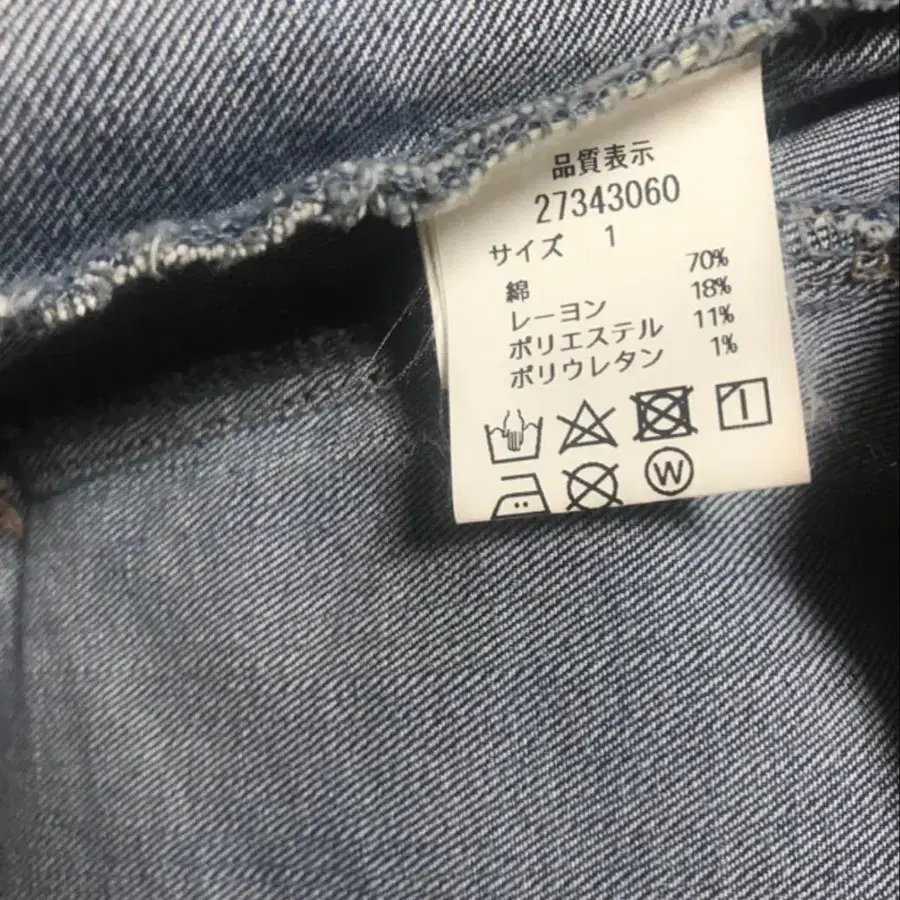 品質表示
27343060
サイズ 1
綿 70%
レーヨン 18%
ポリエステル 11%
ポリウレタン 1%
W